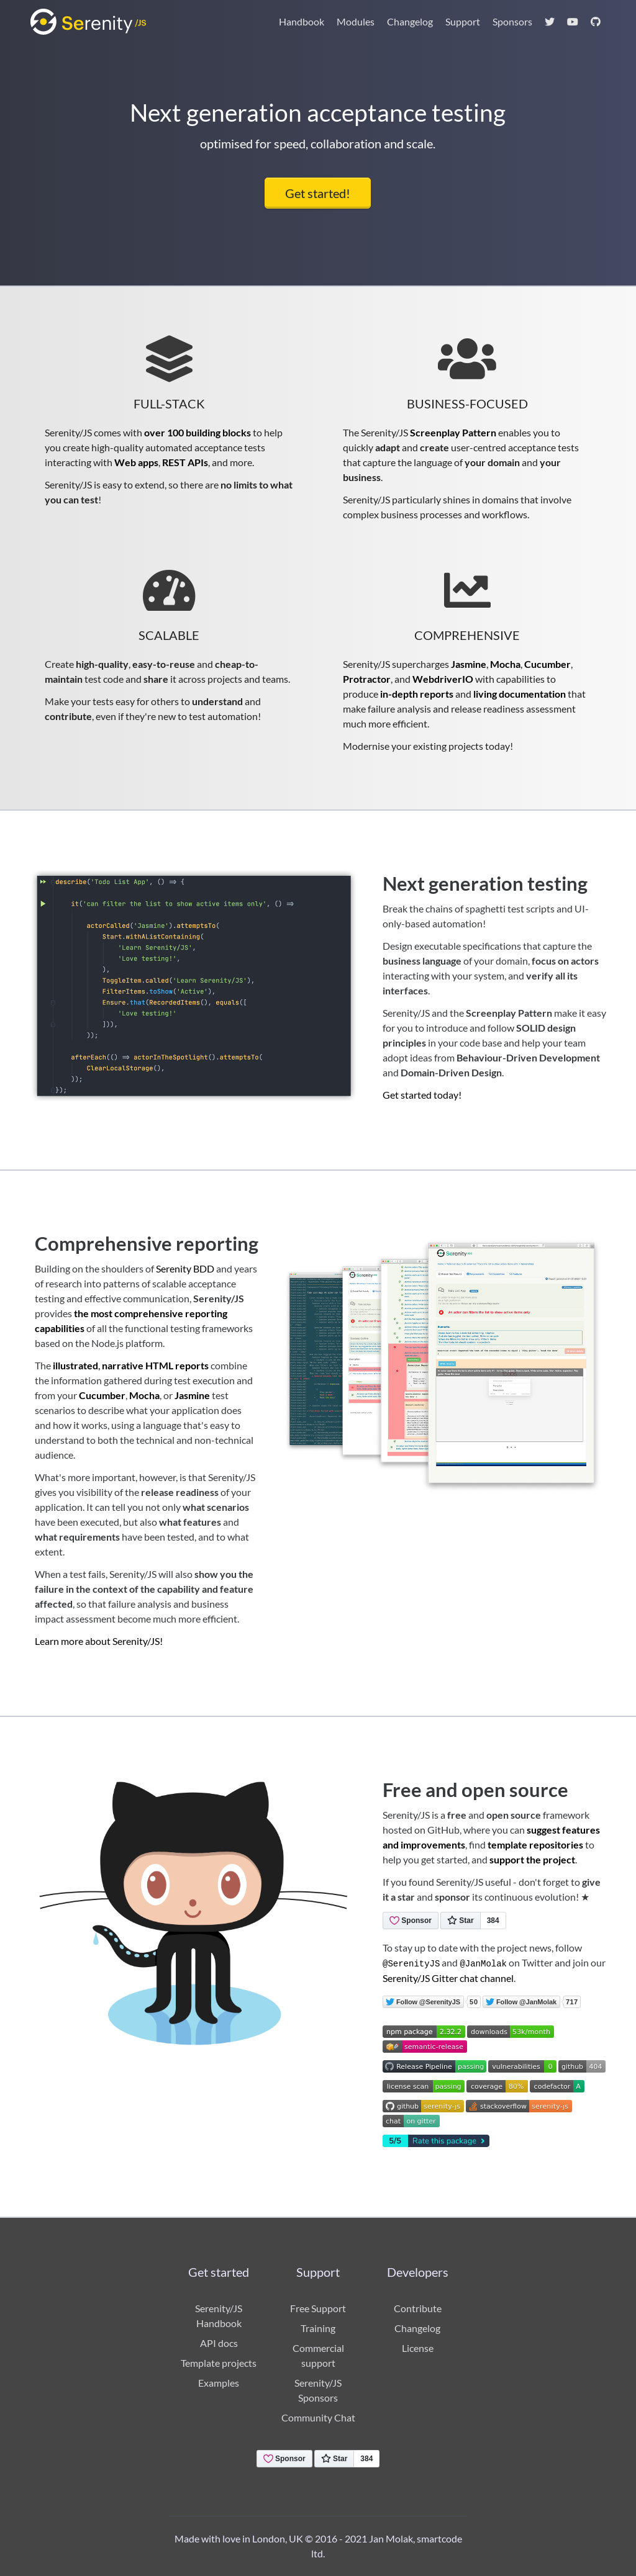 Serenity/JS
Handbook Modules Changelog Support Sponsors
Next generation acceptance testing
optimised for speed, collaboration and scale.
Get started!
FULL-STACK
Serenity/JS comes with over 100 building blocks to help
you create high-quality automated acceptance tests
interacting with Web apps, REST APIs, and more.
Serenity/JS is easy to extend, so there are no limits to what
you can test!
BUSINESS-FOCUSED
The Serenity/JS Screenplay Pattern enables you to
quickly adapt and create user-centred acceptance tests
that capture the language of your domain and your
business.
Serenity/JS particularly shines in domains that involve
complex business processes and workflows.
SCALABLE
Create high-quality, easy-to-reuse and cheap-to-
maintain test code and share it across projects and teams.
Make your tests easy for others to understand and
contribute, even if they're new to test automation!
COMPREHENSIVE
Serenity/JS supercharges Jasmine, Mocha, Cucumber,
Protractor, and WebdriverIO with capabilities to
produce in-depth reports and living documentation that
make failure analysis and release readiness assessment
much more efficient.
Modernise your existing projects today!
describe('Todo List App', () => {
it('can filter the list to show active items only', () =>
actorCalled('Jasmine').attemptsTo(
Start.withAListContaining(
'Learn Serenity/JS',
'Love testing!',
),
ToggleItem.called('Learn Serenity/JS'),
FilterItems.toShow('Active'),
Ensure.that(RecordedItems(), equals([
'Love testing!'
])),
));
afterEach(() => actorInTheSpotlight().attemptsTo(
ClearLocalStorage(),
));
});
Next generation testing
Break the chains of spaghetti test scripts and UI-
only-based automation!
Design executable specifications that capture the
business language of your domain, focus on actors
interacting with your system, and verify all its
interfaces.
Serenity/JS and the Screenplay Pattern make it easy
for you to introduce and follow SOLID design
principles in your code base and help your team
adopt ideas from Behaviour-Driven Development
and Domain-Driven Design.
Get started today!
Comprehensive reporting
Building on the shoulders of Serenity BDD and years
of research into patterns of scalable acceptance
testing and effective communication, Serenity/JS
provides the most comprehensive reporting
capabilities of all the functional testing frameworks
based on the Node.js platform.
The illustrated, narrative HTML reports combine
the information gathered during test execution and
from your Cucumber, Mocha, or Jasmine test
scenarios to describe what your application does
and how it works, using a language that's easy to
understand to both the technical and non-technical
audience.
What's more important, however, is that Serenity/JS
gives you visibility of the release readiness of your
application. It can tell you not only what scenarios
have been executed, but also what features and
what requirements have been tested, and to what
extent.
When a test fails, Serenity/JS will also show you the
failure in the context of the capability and feature
affected, so that failure analysis and business
impact assessment become much more efficient.
Learn more about Serenity/JS!
Serenity
Free and open source
Serenity/JS is a free and open source framework
hosted on GitHub, where you can suggest features
and improvements, find template repositories to
help you get started, and support the project.
If you found Serenity/JS useful - don't forget to give
it a star and sponsor its continuous evolution! ★
Sponsor Star 384
To stay up to date with the project news, follow
@SerenityJS and @JanMolak on Twitter and join our
Serenity/JS Gitter chat channel.
Follow @SerenityJS 50 Follow @JanMolak 717
npm package 2.32.2 downloads 53k/month
semantic-release
Release Pipeline passing vulnerabilities 0 github 404
license scan passing coverage 80% codefactor A
github serenity-js stackoverflow serenity-js
chat on gitter
5/5 Rate this package
Get started
Serenity/JS
Handbook
API docs
Template projects
Examples
Support
Free Support
Training
Commercial
support
Serenity/JS
Sponsors
Community Chat
Developers
Contribute
Changelog
License
Sponsor Star 384
Made with love in London, UK © 2016 - 2021 Jan Molak, smartcode
ltd.